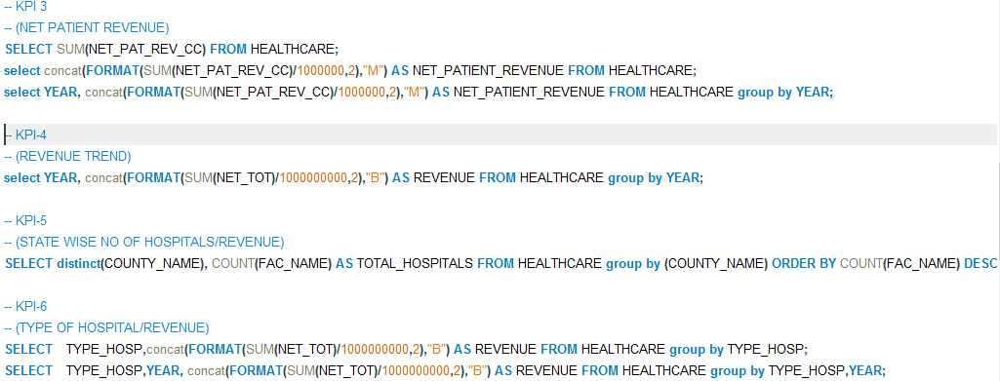 -- KPI 3
-- (NET PATIENT REVENUE)
SELECT SUM(NET_PAT_REV_CC) FROM HEALTHCARE;
select concat(FORMAT(SUM(NET_PAT_REV_CC)/1000000,2),"M") AS NET_PATIENT_REVENUE FROM HEALTHCARE;
select YEAR, concat(FORMAT(SUM(NET_PAT_REV_CC)/1000000,2),"M") AS NET_PATIENT_REVENUE FROM HEALTHCARE group by YEAR;
-- KPI-4
-- (REVENUE TREND)
select YEAR, concat(FORMAT(SUM(NET_TOT)/1000000000,2),"B") AS REVENUE FROM HEALTHCARE group by YEAR;
-- KPI-5
-- (STATE WISE NO OF HOSPITALS/REVENUE)
SELECT distinct(COUNTY_NAME), COUNT(FAC_NAME) AS TOTAL_HOSPITALS FROM HEALTHCARE group by (COUNTY_NAME) ORDER BY COUNT(FAC_NAME) DESC
-- KPI-6
-- (TYPE OF HOSPITAL/REVENUE)
SELECT TYPE_HOSP,concat(FORMAT(SUM(NET_TOT)/1000000000,2),"B") AS REVENUE FROM HEALTHCARE group by TYPE_HOSP;
SELECT TYPE_HOSP,YEAR, concat(FORMAT(SUM(NET_TOT)/1000000000,2),"B") AS REVENUE FROM HEALTHCARE group by TYPE_HOSP,YEAR;